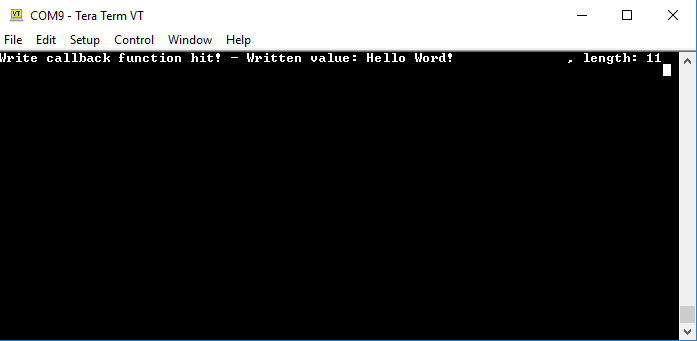 COM9 - Tera Term VT
File Edit Setup Control Window Help
Write callback function hit! - Written value: Hello Word!               , length: 11